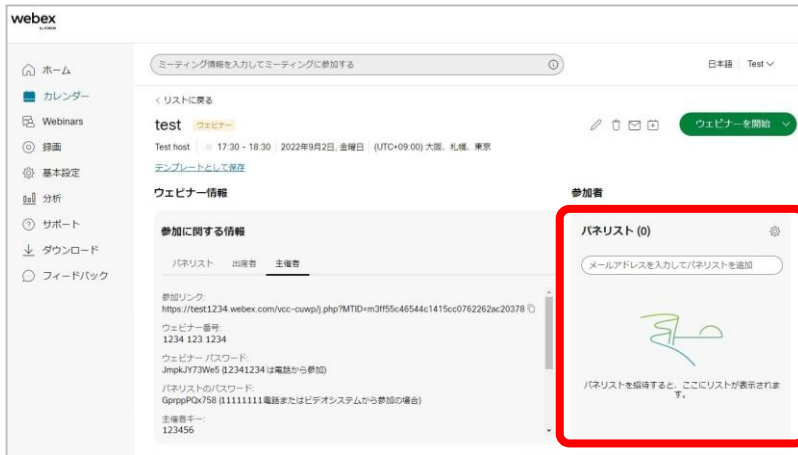 webex
by CISCO
ミーティング情報を入力してミーティングに参加する
日本語 Test
ホーム
カレンダー
Webinars
録画
基本設定
分析
サポート
ダウンロード
フィードバック
リストに戻る
test ウェビナー
ウェビナーを開始
Test host 17:30 - 18:30 2022年9月2日, 金曜日 (UTC+09:00) 大阪、札幌、東京
テンプレートとして保存
ウェビナー情報
参加に関する情報
パネリスト 出席者 主催者
参加リンク:
https://test1234.webex.com/vcc-cuwp/j.php?MTID=m3ff55c46544c1415cc0762262ac20378
ウェビナー番号:
1234 123 1234
ウェビナー パスワード:
JmpkJY73We5 (12341234 は電話から参加)
パネリストのパスワード:
GprppPQx758 (11111111電話またはビデオシステムから参加の場合)
主催者キー:
123456
参加者
パネリスト (0)
メールアドレスを入力してパネリストを追加
パネリストを招待すると、ここにリストが表示されま
す。